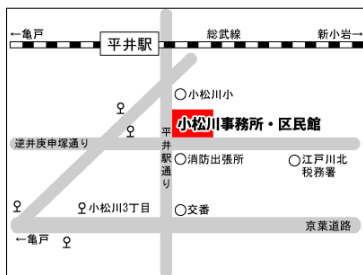 ←亀戸
総武線
新小岩→
平井駅
小松川小
小松川事務所・区民館
逆井庚申塚通り
平井駅通り
消防出張所
江戸川北
税務署
小松川3丁目
交番
京葉道路
←亀戸